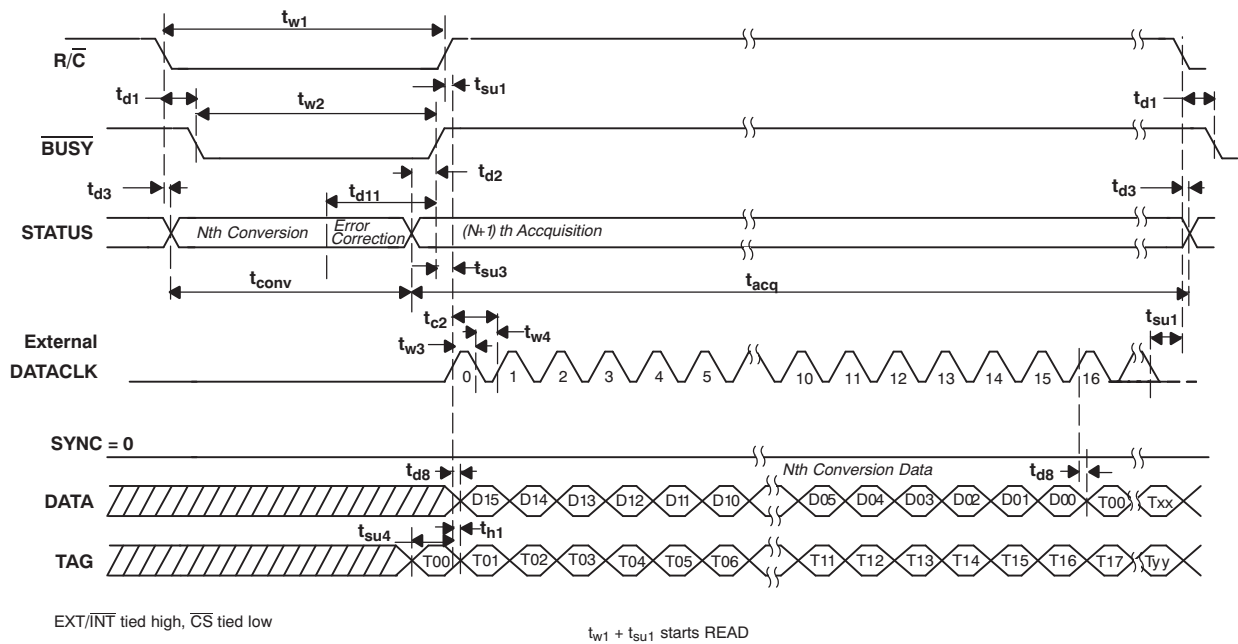 tw1
R/C
tsu1
td1
tw2
td1
BUSY
td2
td3
td11
td3
STATUS
Nth Conversion
Error Correction
(N+1) th Accquisition
tsu3
tconv
tacq
tc2
tsu1
External
tw4
tw3
DATACLK
0 1 2 3 4 5 10 11 12 13 14 15 16
SYNC = 0
td8
Nth Conversion Data
td8
DATA
D15 D14 D13 D12 D11 D10 D05 D04 D03 D02 D01 D00 T00 Txx
tsu4
th1
TAG
T00 T01 T02 T03 T04 T05 T06 T11 T12 T13 T14 T15 T16 T17 Tyy
EXT/INT tied high, CS tied low
tw1 + tsu1 starts READ